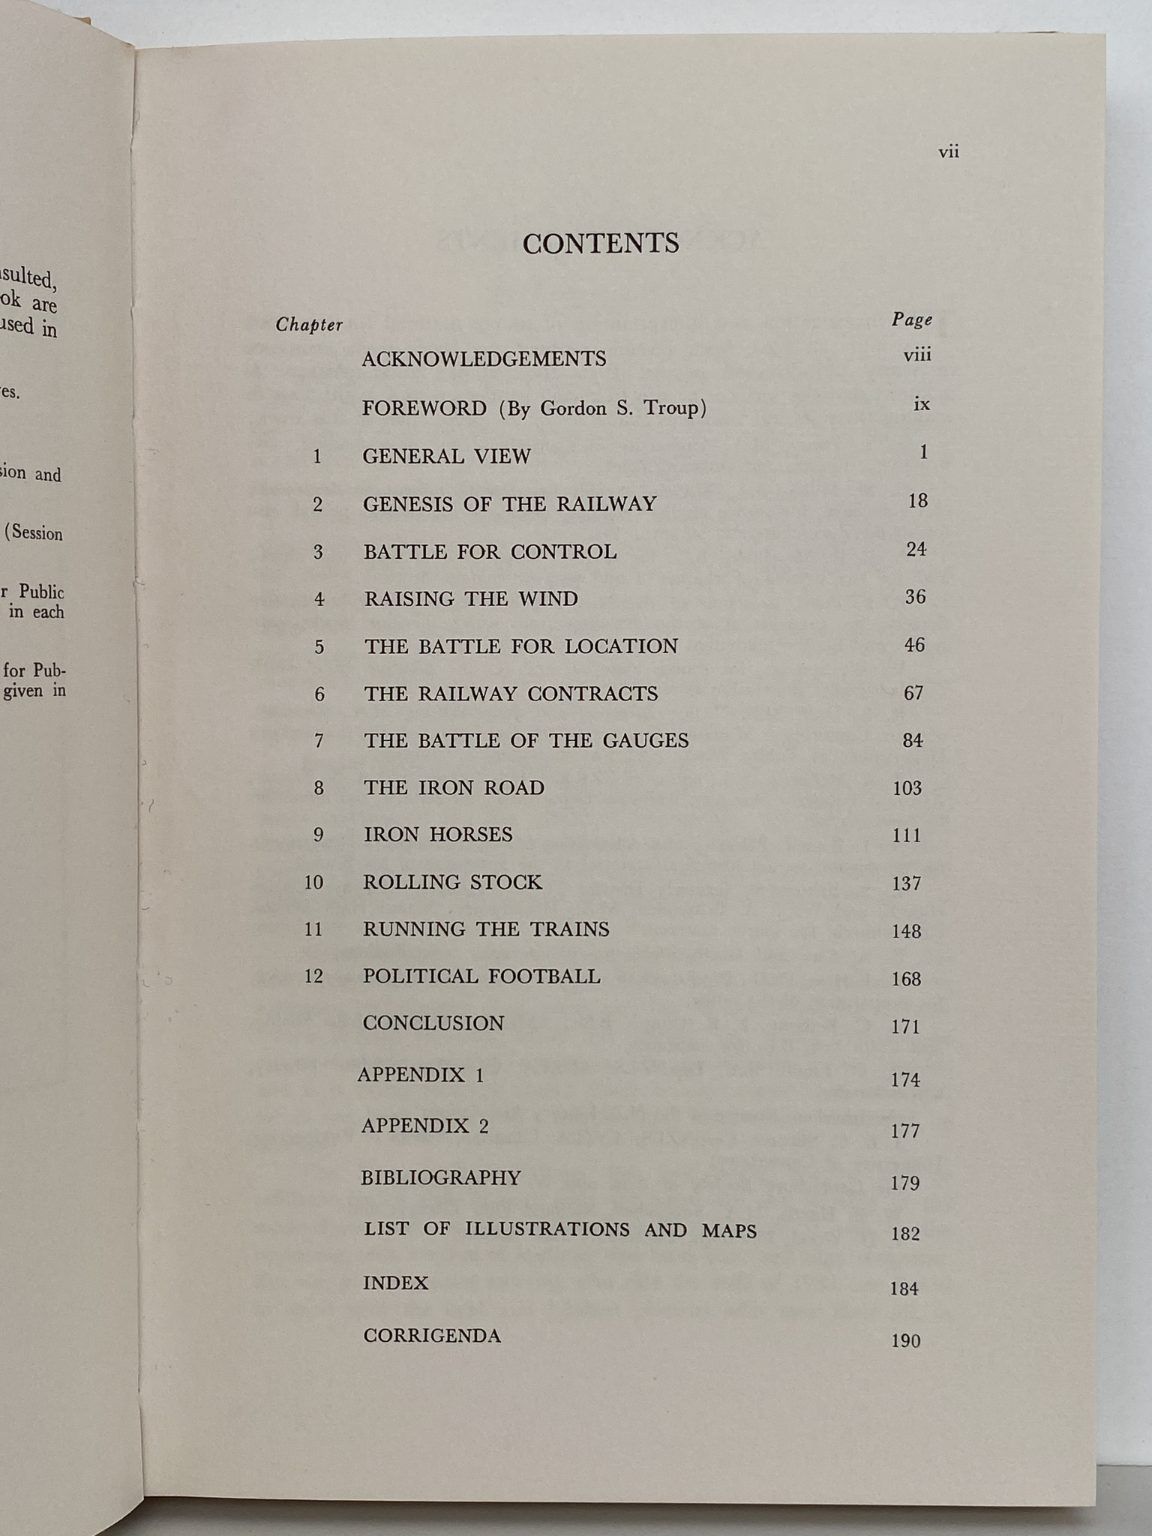 sulted,
ok are
used in
es.
sion and
(Session
r Public
in each
for Pub-
given in
vii
CONTENTS
Chapter Page
ACKNOWLEDGEMENTS viii
FOREWORD (By Gordon S. Troup) ix
1 GENERAL VIEW 1
2 GENESIS OF THE RAILWAY 18
3 BATTLE FOR CONTROL 24
4 RAISING THE WIND 36
5 THE BATTLE FOR LOCATION 46
6 THE RAILWAY CONTRACTS 67
7 THE BATTLE OF THE GAUGES 84
8 THE IRON ROAD 103
9 IRON HORSES 111
10 ROLLING STOCK 137
11 RUNNING THE TRAINS 148
12 POLITICAL FOOTBALL 168
CONCLUSION 171
APPENDIX 1 174
APPENDIX 2 177
BIBLIOGRAPHY 179
LIST OF ILLUSTRATIONS AND MAPS 182
INDEX 184
CORRIGENDA 190